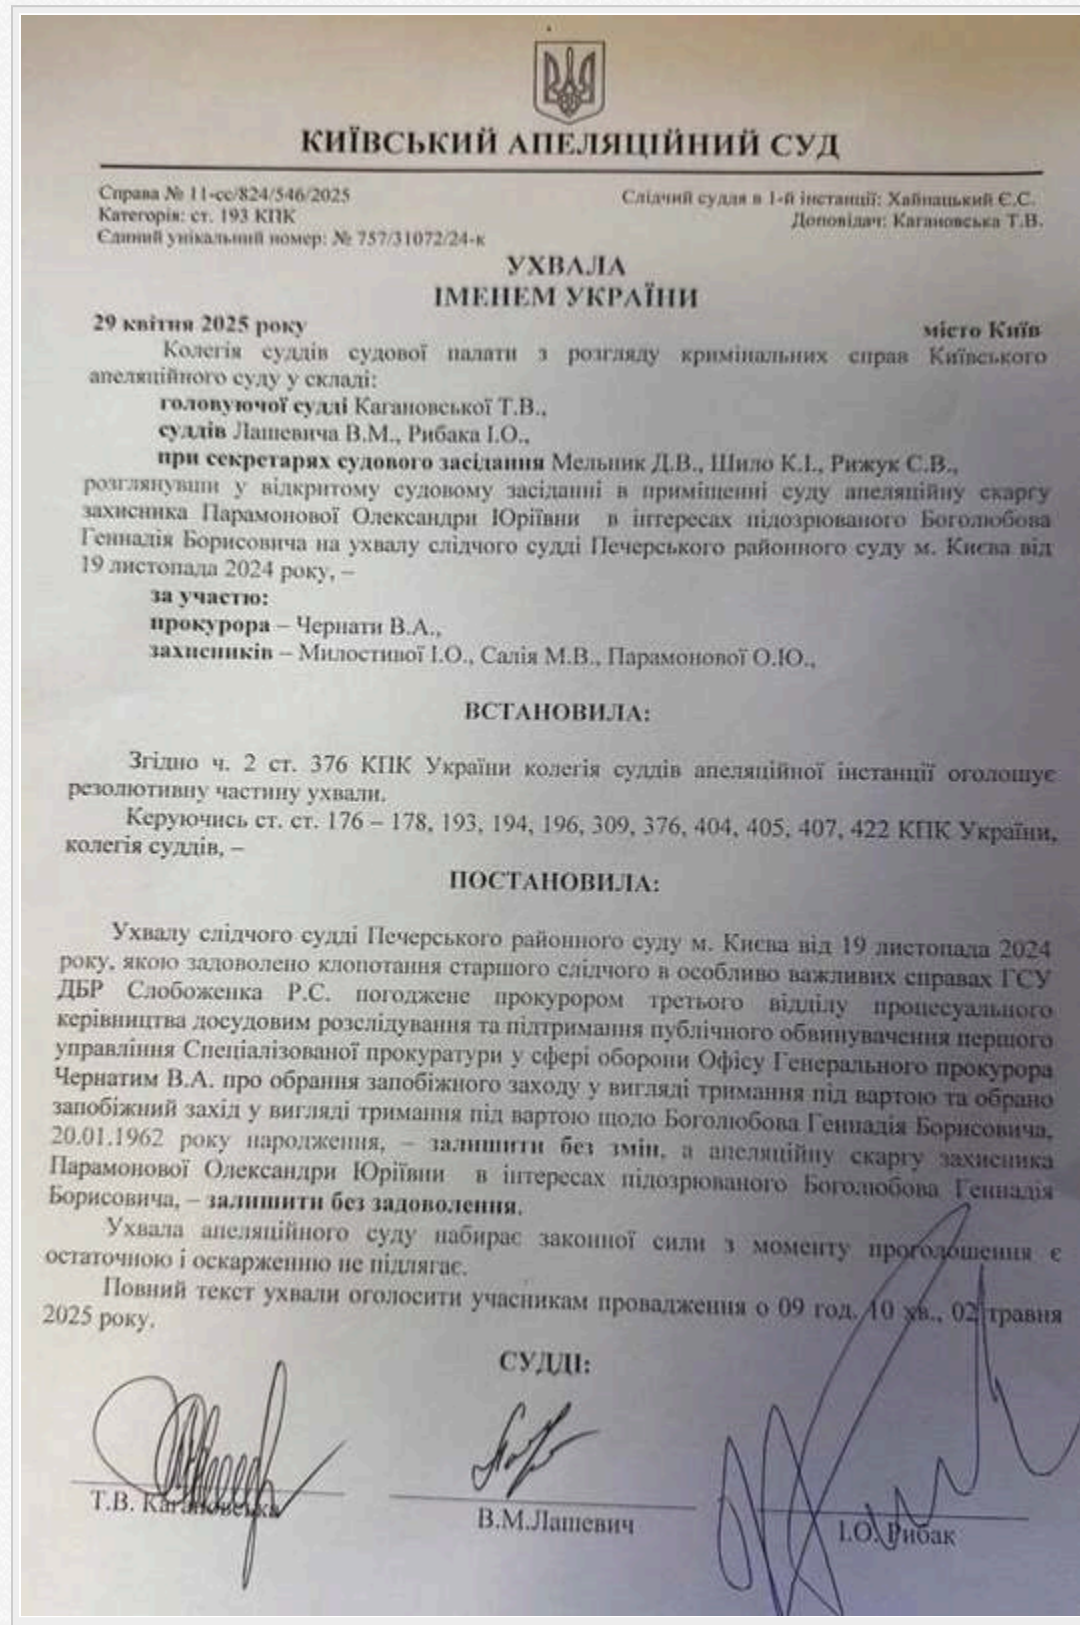 КИЇВСЬКИЙ АПЕЛЯЦІЙНИЙ СУД
Справа № 11-сс/824/546/2025
Слідчий суддя в 1-й інстанції: Хайнацький Є.С.
Категорія: ст. 193 КПК
Доповідач: Кагановська Т.В.
Єдиний унікальний номер: № 757/31072/24-к
УХВАЛА
ІМЕНЕМ УКРАЇНИ
29 квітня 2025 року
місто Київ
Колегія суддів судової палати з розгляду кримінальних справ Київського
апеляційного суду у складі:
головуючої судді Кагановської Т.В.,
суддів Лашевича В.М., Рибака І.О.,
при секретарях судового засідання Мельник Д.В., Шило К.І., Рижук С.В.,
розглянувши у відкритому судовому засіданні в приміщенні суду апеляційну скаргу
захисника Парамонової Олександри Юріївни в інтересах підозрюваного Боголюбова
Геннадія Борисовича на ухвалу слідчого судді Печерського районного суду м. Києва від
19 листопада 2024 року, –
за участю:
прокурора – Чернати В.А.,
захисників – Милостивої І.О., Салія М.В., Парамонової О.Ю.,
ВСТАНОВИЛА:
Згідно ч. 2 ст. 376 КПК України колегія суддів апеляційної інстанції оголошує
резолютивну частину ухвали.
Керуючись ст. ст. 176 – 178, 193, 194, 196, 309, 376, 404, 405, 407, 422 КПК України,
колегія суддів, –
ПОСТАНОВИЛА:
Ухвалу слідчого судді Печерського районного суду м. Києва від 19 листопада 2024
року, якою задоволено клопотання старшого слідчого в особливо важливих справах ГСУ
ДБР Слобоженка Р.С. погоджене прокурором третього відділу процесуального
керівництва досудовим розслідування та підтримання публічного обвинувачення першого
управління Спеціалізованої прокуратури у сфері оборони Офісу Генерального прокурора
Чернатим В.А. про обрання запобіжного заходу у вигляді тримання під вартою та обрано
запобіжний захід у вигляді тримання під вартою щодо Боголюбова Геннадія Борисовича,
20.01.1962 року народження, – залишити без змін, а апеляційну скаргу захисника
Парамонової Олександри Юріївни в інтересах підозрюваного Боголюбова Геннадія
Борисовича, – залишити без задоволення.
Ухвала апеляційного суду набирає законної сили з моменту проголошення є
остаточною і оскарженню не підлягає.
Повний текст ухвали оголосити учасникам провадження о 09 год. 10 хв., 02 травня
2025 року.
СУДДІ:
Т.В. Кагановська
В.М.Лашевич
І.О. Рибак